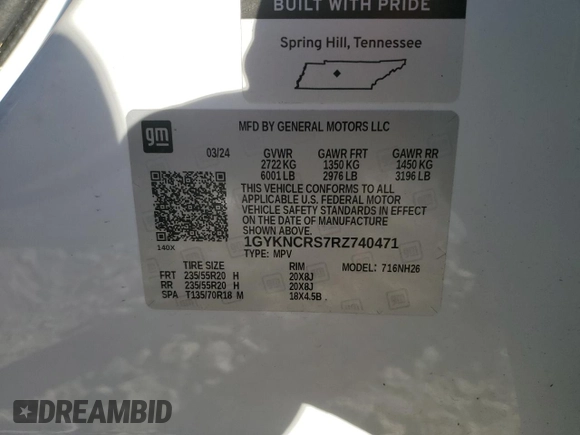 BUILT WITH PRIDE
Spring Hill, Tennessee
gm
MFD BY GENERAL MOTORS LLC
03/24 GVWR GAWR FRT GAWR RR
2722 KG 1350 KG 1450 KG
6001 LB 2976 LB 3196 LB
THIS VEHICLE CONFORMS TO ALL
APPLICABLE U.S. FEDERAL MOTOR
VEHICLE SAFETY STANDARDS IN EFFECT
ON THE DATE OF MANUFACTURE
SHOWN ABOVE. 1GYKNCRS7RZ740471
140X TYPE: MPV
TIRE SIZE RIM MODEL: 716NH26
FRT 235/55R20 H 20X8J
RR 235/55R20 H 20X8J
SPA T135/70R18 M 18X4.5B
DREAMBID